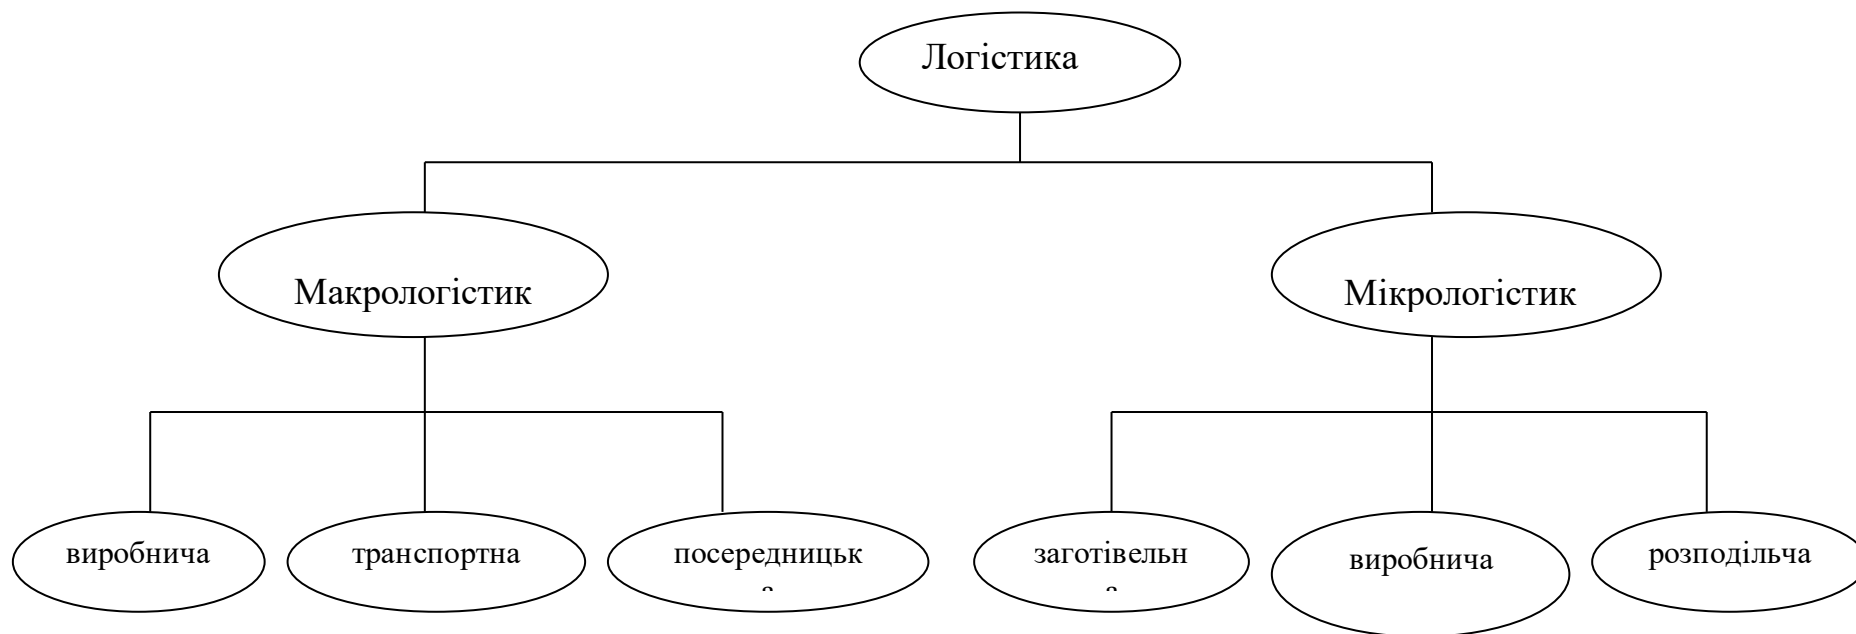 Логістика
Макрологістик
Мікрологістик
виробнича
транспортна
посередницьк
а
заготівельн
а
виробнича
розподільча